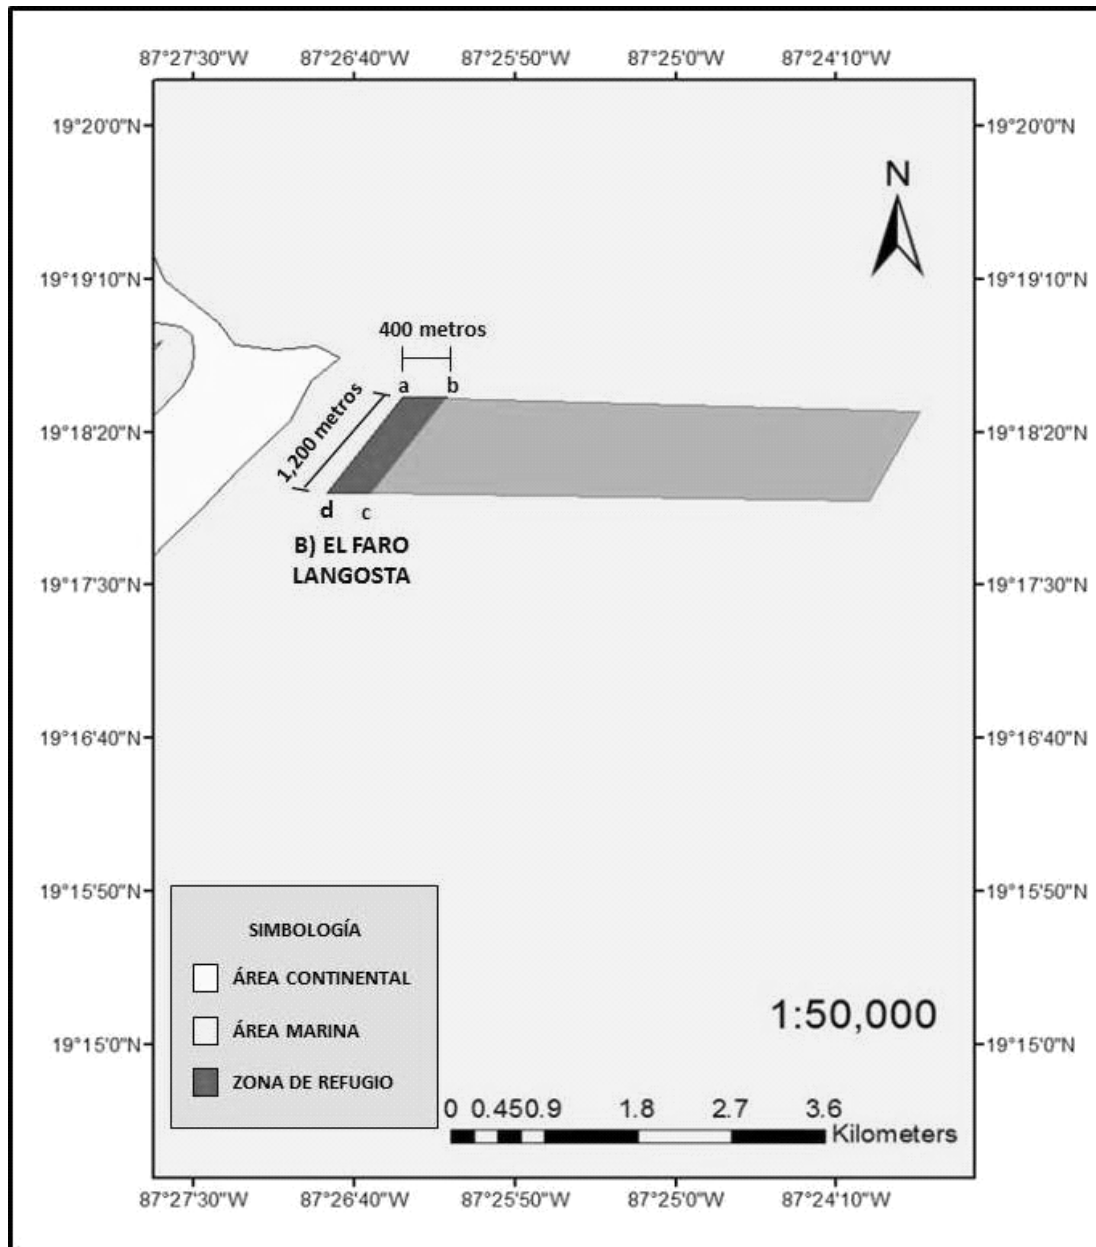 87°27'30"W 87°26'40"W 87°25'50"W 87°25'0"W 87°24'10"W
19°20'0"N 19°20'0"N
N
19°19'10"N 19°19'10"N
400 metros
a b
1,200 metros
19°18'20"N 19°18'20"N
d c
B) EL FARO
LANGOSTA
19°17'30"N 19°17'30"N
19°16'40"N 19°16'40"N
19°15'50"N 19°15'50"N
SIMBOLOGÍA
ÁREA CONTINENTAL
ÁREA MARINA
ZONA DE REFUGIO
1:50,000
19°15'0"N 19°15'0"N
0 0.450.9 1.8 2.7 3.6
Kilometers
87°27'30"W 87°26'40"W 87°25'50"W 87°25'0"W 87°24'10"W